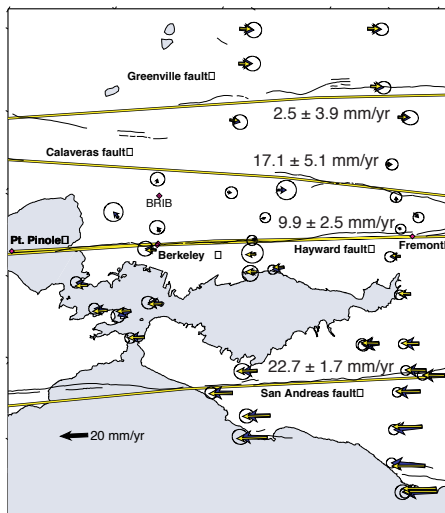 Greenville fault□
2.5 ± 3.9 mm/yr
Calaveras fault□
17.1 ± 5.1 mm/yr
BRIB
9.9 ± 2.5 mm/yr
Pt. Pinole□
Berkeley □
Hayward fault□
Fremont
22.7 ± 1.7 mm/yr
San Andreas fault□
20 mm/yr